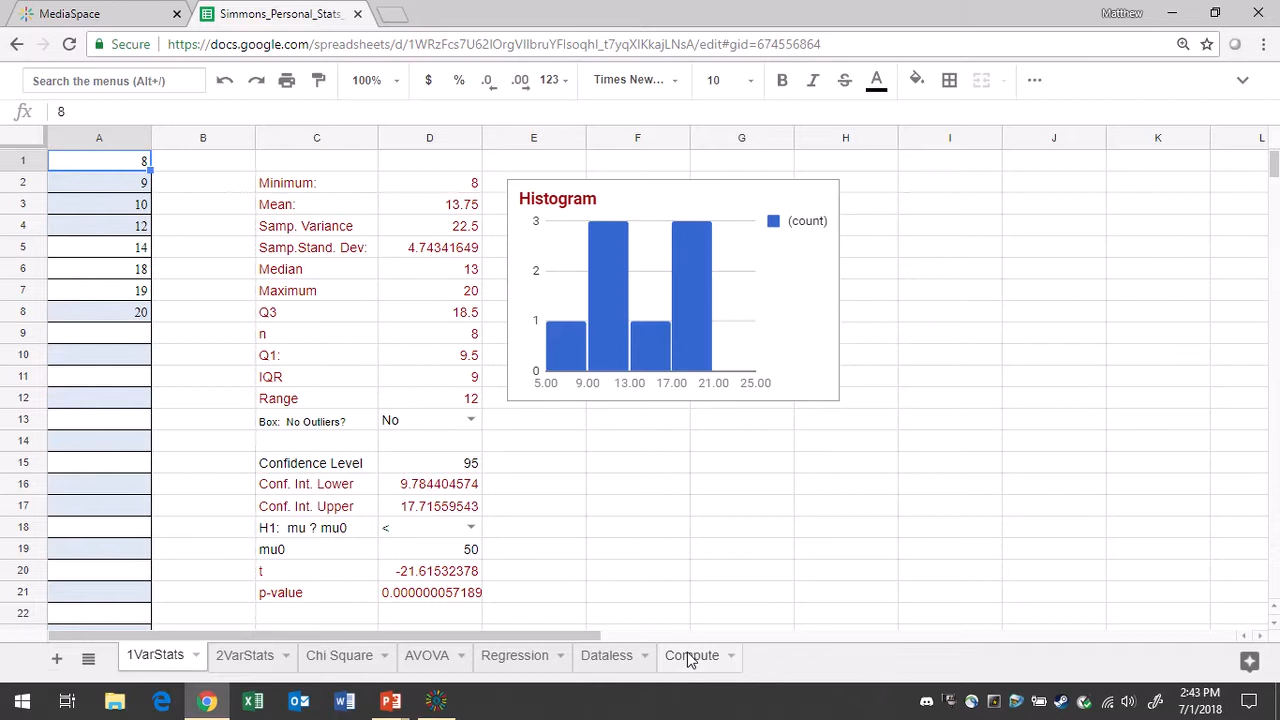 MediaSpace
Simmons_Personal_Stats_
Matthew
Secure
https://docs.google.com/spreadsheets/d/1WRzFcs7U62IOrgVIIbruYFlsoqhI_t7yqXIKkajLNsA/edit#gid=674556864
Search the menus (Alt+/) 100% $ % .0 .00 123 Times New... 10 B I S A
fx 8
A B C D E F G H I J K L
1 8
2 9 Minimum: 8
3 10 Mean: 13.75
4 12 Samp. Variance 22.5
5 14 Samp.Stand. Dev: 4.74341649
6 18 Median 13
7 19 Maximum 20
8 20 Q3 18.5
9 n 8
10 Q1: 9.5
11 IQR 9
12 Range 12
13 Box: No Outliers? No
14
15 Confidence Level 95
16 Conf. Int. Lower 9.784404574
17 Conf. Int. Upper 17.71559543
18 H1: mu ? mu0 <
19 mu0 50
20 t -21.61532378
21 p-value 0.000000057189
22
Histogram
(count)
3
2
1
0
5.00 9.00 13.00 17.00 21.00 25.00
1VarStats 2VarStats Chi Square AVOVA Regression Dataless Compute
2:43 PM
7/1/2018